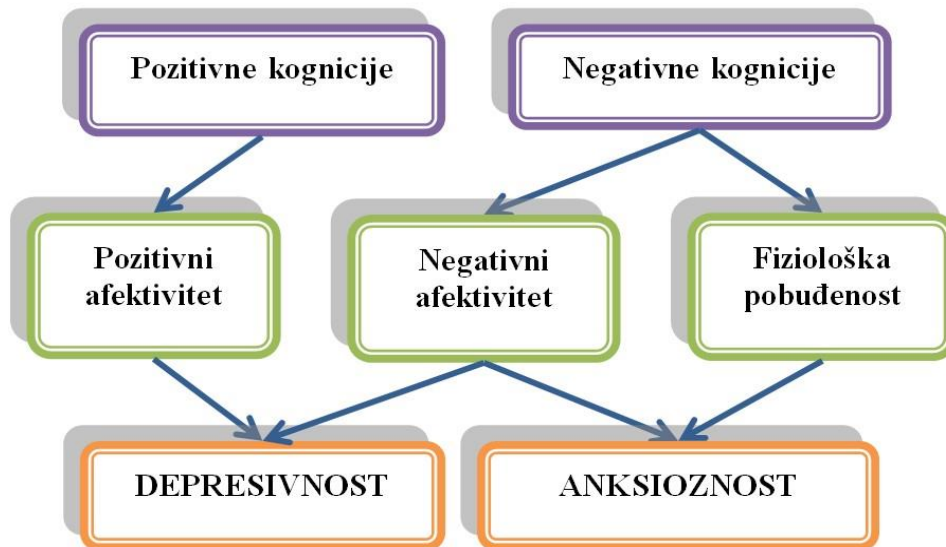 Pozitivne kognicije
Negativne kognicije
Pozitivni
afektivitet
Negativni
afektivitet
Fiziološka
pobuđenost
DEPRESIVNOST
ANKSIOZNOST